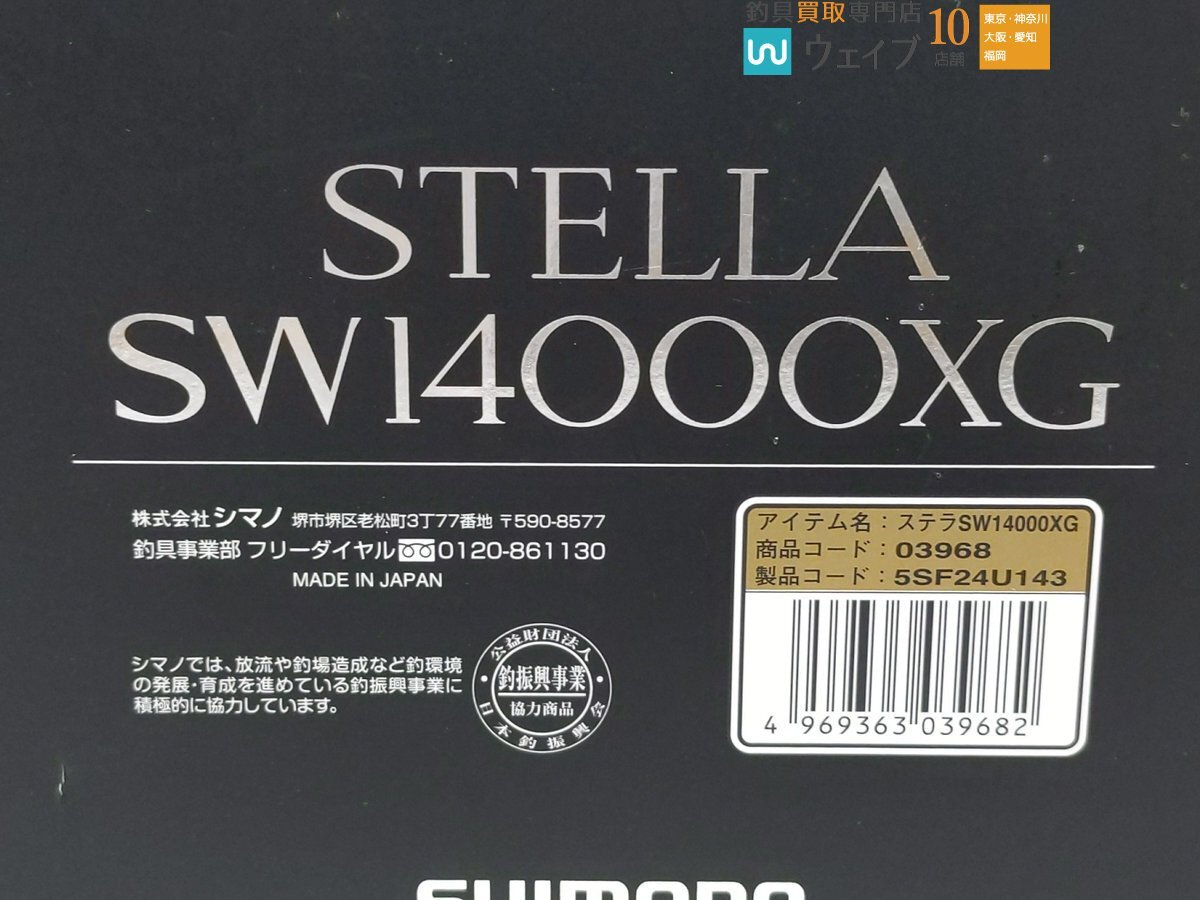 釣具買取専門店
ウェイブ
10
店舗
東京・神奈川
大阪・愛知
福岡
STELLA
SW14000XG
株式会社シマノ 堺市堺区老松町3丁77番地 〒590-8577
釣具事業部 フリーダイヤル 0120-861130
MADE IN JAPAN
シマノでは、放流や釣場造成など釣環境
の発展・育成を進めている釣振興事業に
積極的に協力しています。
公益財団法人
釣振興事業
協力商品
日本釣振興会
アイテム名：ステラSW14000XG
商品コード：03968
製品コード：5SF24U143
4 969363 039682
SHIMANO